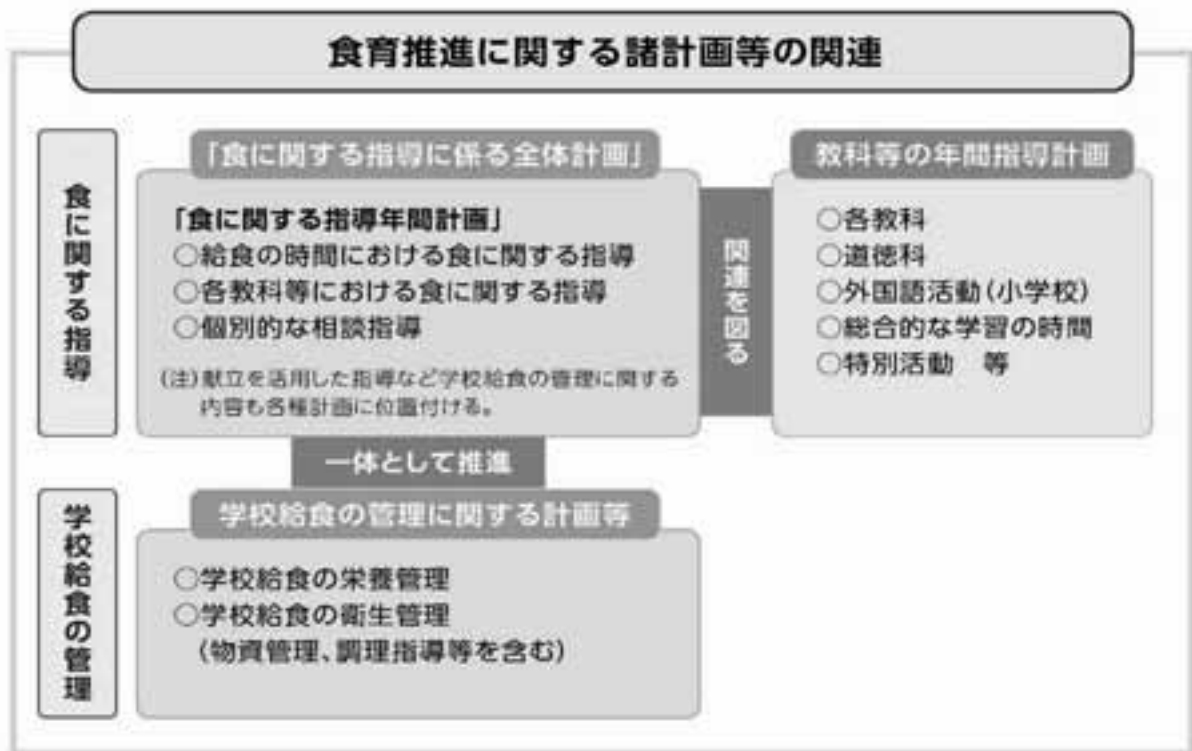 食育推進に関する諸計画等の関連
食に関する指導
「食に関する指導に係る全体計画」
「食に関する指導年間計画」
○給食の時間における食に関する指導
○各教科等における食に関する指導
○個別的な相談指導
(注)献立を活用した指導など学校給食の管理に関する
内容も各種計画に位置付ける。
関連を図る
教科等の年間指導計画
○各教科
○道徳科
○外国語活動(小学校)
○総合的な学習の時間
○特別活動 等
一体として推進
学校給食の管理
学校給食の管理に関する計画等
○学校給食の栄養管理
○学校給食の衛生管理
(物資管理、調理指導等を含む)